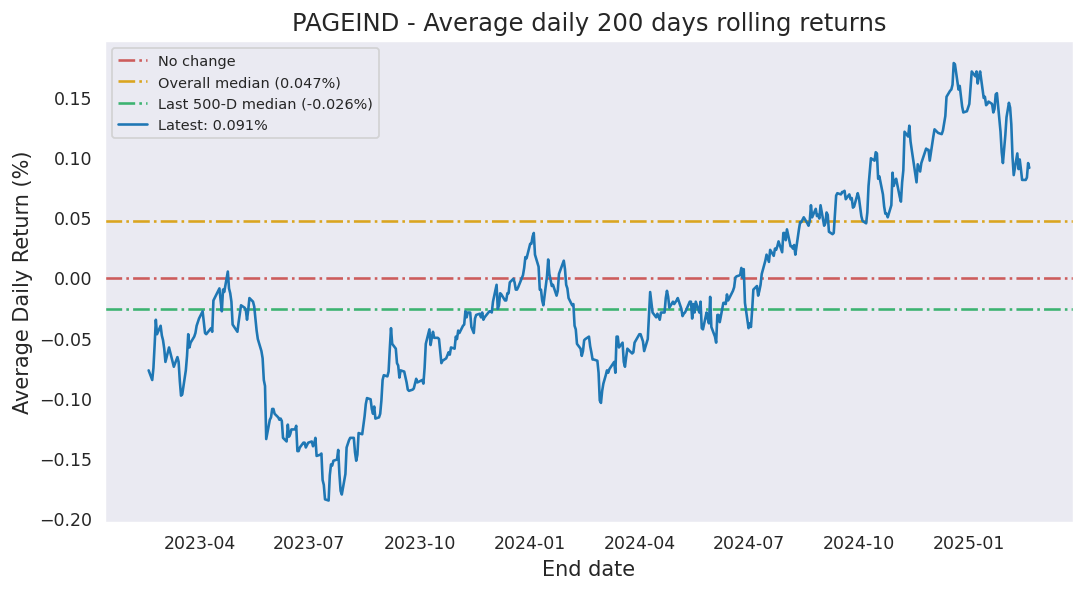 PAGEIND - Average daily 200 days rolling returns
No change
Overall median (0.047%)
Last 500-D median (-0.026%)
Latest: 0.091%
Average Daily Return (%)
0.15
0.10
0.05
0.00
−0.05
−0.10
−0.15
−0.20
2023-04 2023-07 2023-10 2024-01 2024-04 2024-07 2024-10 2025-01
End date